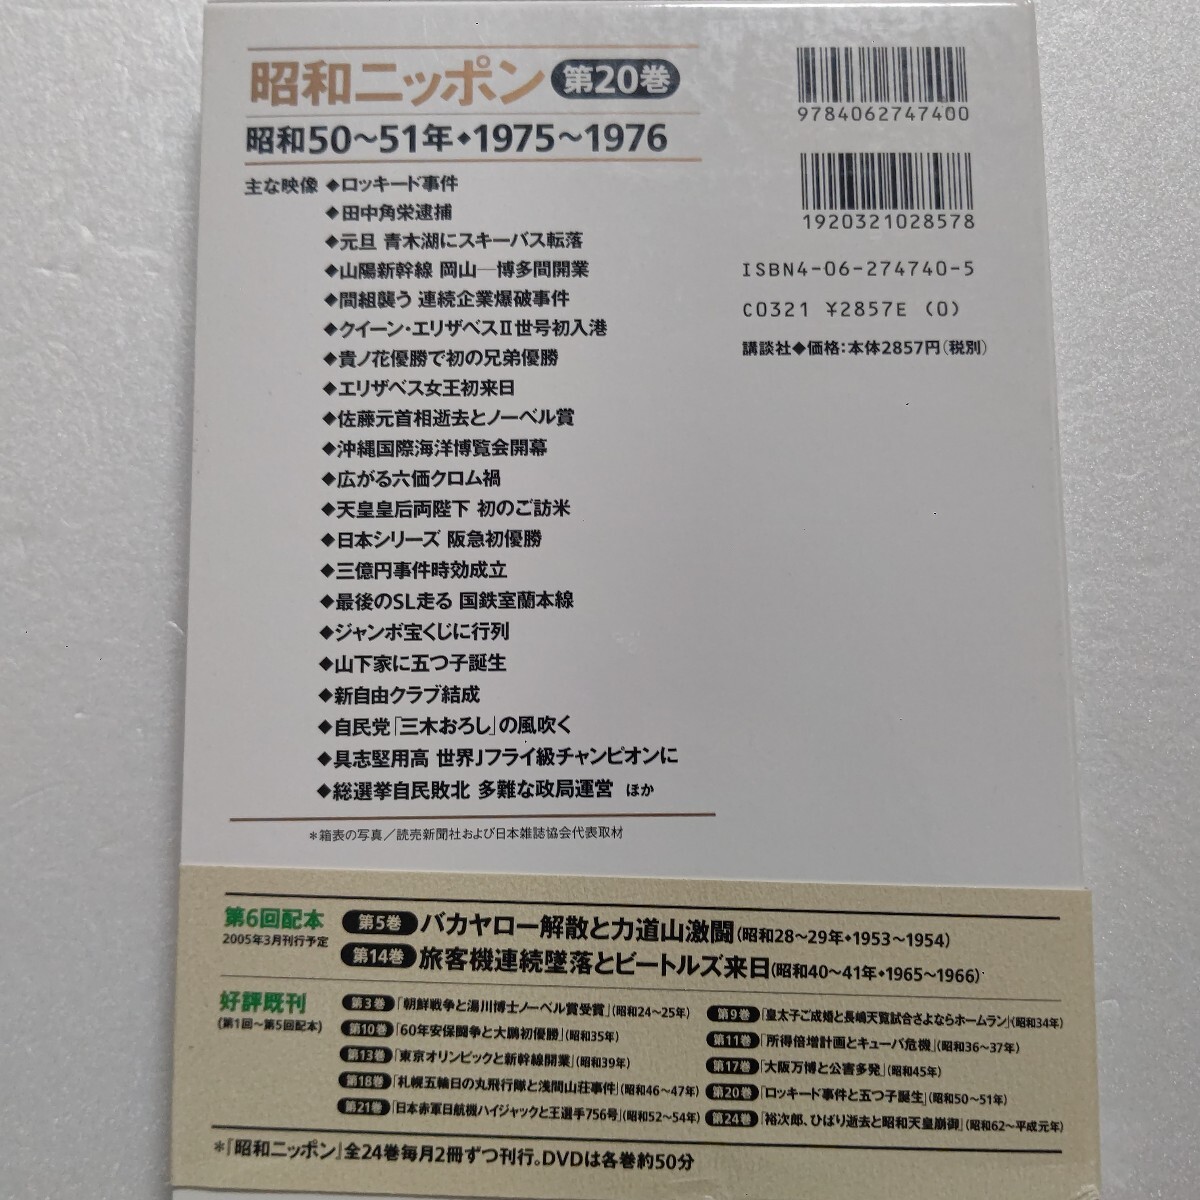 昭和ニッポン 第20巻
昭和50〜51年◆1975〜1976
主な映像 ◆ロッキード事件
◆田中角栄逮捕
◆元旦 青木湖にスキーバス転落
◆山陽新幹線 岡山―博多間開業
◆間組襲う 連続企業爆破事件
◆クイーン・エリザベスⅡ世号初入港
◆貴ノ花優勝で初の兄弟優勝
◆エリザベス女王初来日
◆佐藤元首相逝去とノーベル賞
◆沖縄国際海洋博覧会開幕
◆広がる六価クロム禍
◆天皇皇后両陛下 初のご訪米
◆日本シリーズ 阪急初優勝
◆三億円事件時効成立
◆最後のSL走る 国鉄室蘭本線
◆ジャンボ宝くじに行列
◆山下家に五つ子誕生
◆新自由クラブ結成
◆自民党「三木おろし」の風吹く
◆具志堅用高 世界Jフライ級チャンピオンに
◆総選挙自民敗北 多難な政局運営 ほか
＊箱表の写真／読売新聞社および日本雑誌協会代表取材
9784062747400
1920321028578
ISBN4-06-274740-5
C0321 ¥2857E (0)
講談社◆価格：本体2857円（税別）
第6回配本
2005年3月刊行予定
第5巻 バカヤロー解散と力道山激闘（昭和28〜29年◆1953〜1954）
第14巻 旅客機連続墜落とビートルズ来日（昭和40〜41年◆1965〜1966）
好評既刊
（第1回〜第5回配本）
第3巻「朝鮮戦争と湯川博士ノーベル賞受賞」（昭和24〜25年）
第10巻「60年安保闘争と大鵬初優勝」（昭和35年）
第13巻「東京オリンピックと新幹線開業」（昭和39年）
第18巻「札幌五輪日の丸飛行隊と浅間山荘事件」（昭和46〜47年）
第21巻「日本赤軍日航機ハイジャックと王選手756号」（昭和52〜54年）
第9巻「皇太子ご成婚と長嶋天覧試合さよならホームラン」（昭和34年）
第11巻「所得倍増計画とキューバ危機」（昭和36〜37年）
第17巻「大阪万博と公害多発」（昭和45年）
第20巻「ロッキード事件と五つ子誕生」（昭和50〜51年）
第24巻「裕次郎、ひばり逝去と昭和天皇崩御」（昭和62〜平成元年）
＊『昭和ニッポン』全24巻毎月2冊ずつ刊行。DVDは各巻約50分